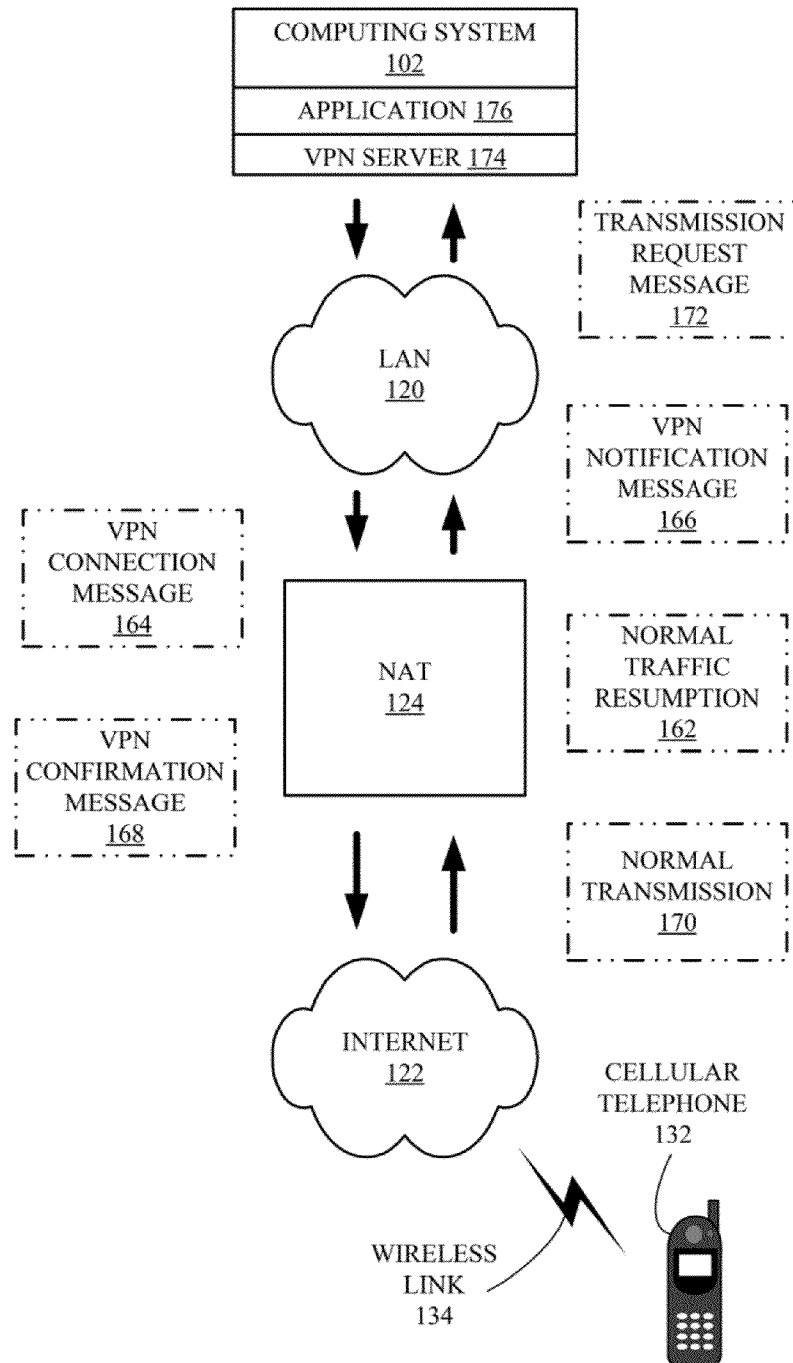 COMPUTING SYSTEM
102
APPLICATION 176
VPN SERVER 174
TRANSMISSION
REQUEST
MESSAGE
172
LAN
120
VPN
NOTIFICATION
MESSAGE
166
VPN
CONNECTION
MESSAGE
164
NAT
124
NORMAL
TRAFFIC
RESUMPTION
162
VPN
CONFIRMATION
MESSAGE
168
NORMAL
TRANSMISSION
170
INTERNET
122
CELLULAR
TELEPHONE
132
WIRELESS
LINK
134